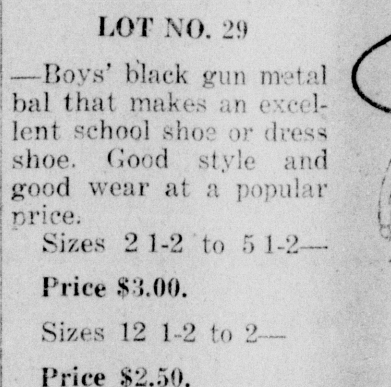 LOT NO. 29
—Boys' black gun metal
bal that makes an excel-
lent school shoe or dress
shoe. Good style and
good wear at a popular
price.
Sizes 2 1-2 to 5 1-2—
Price $3.00.
Sizes 12 1-2 to 2—
Price $2.50.